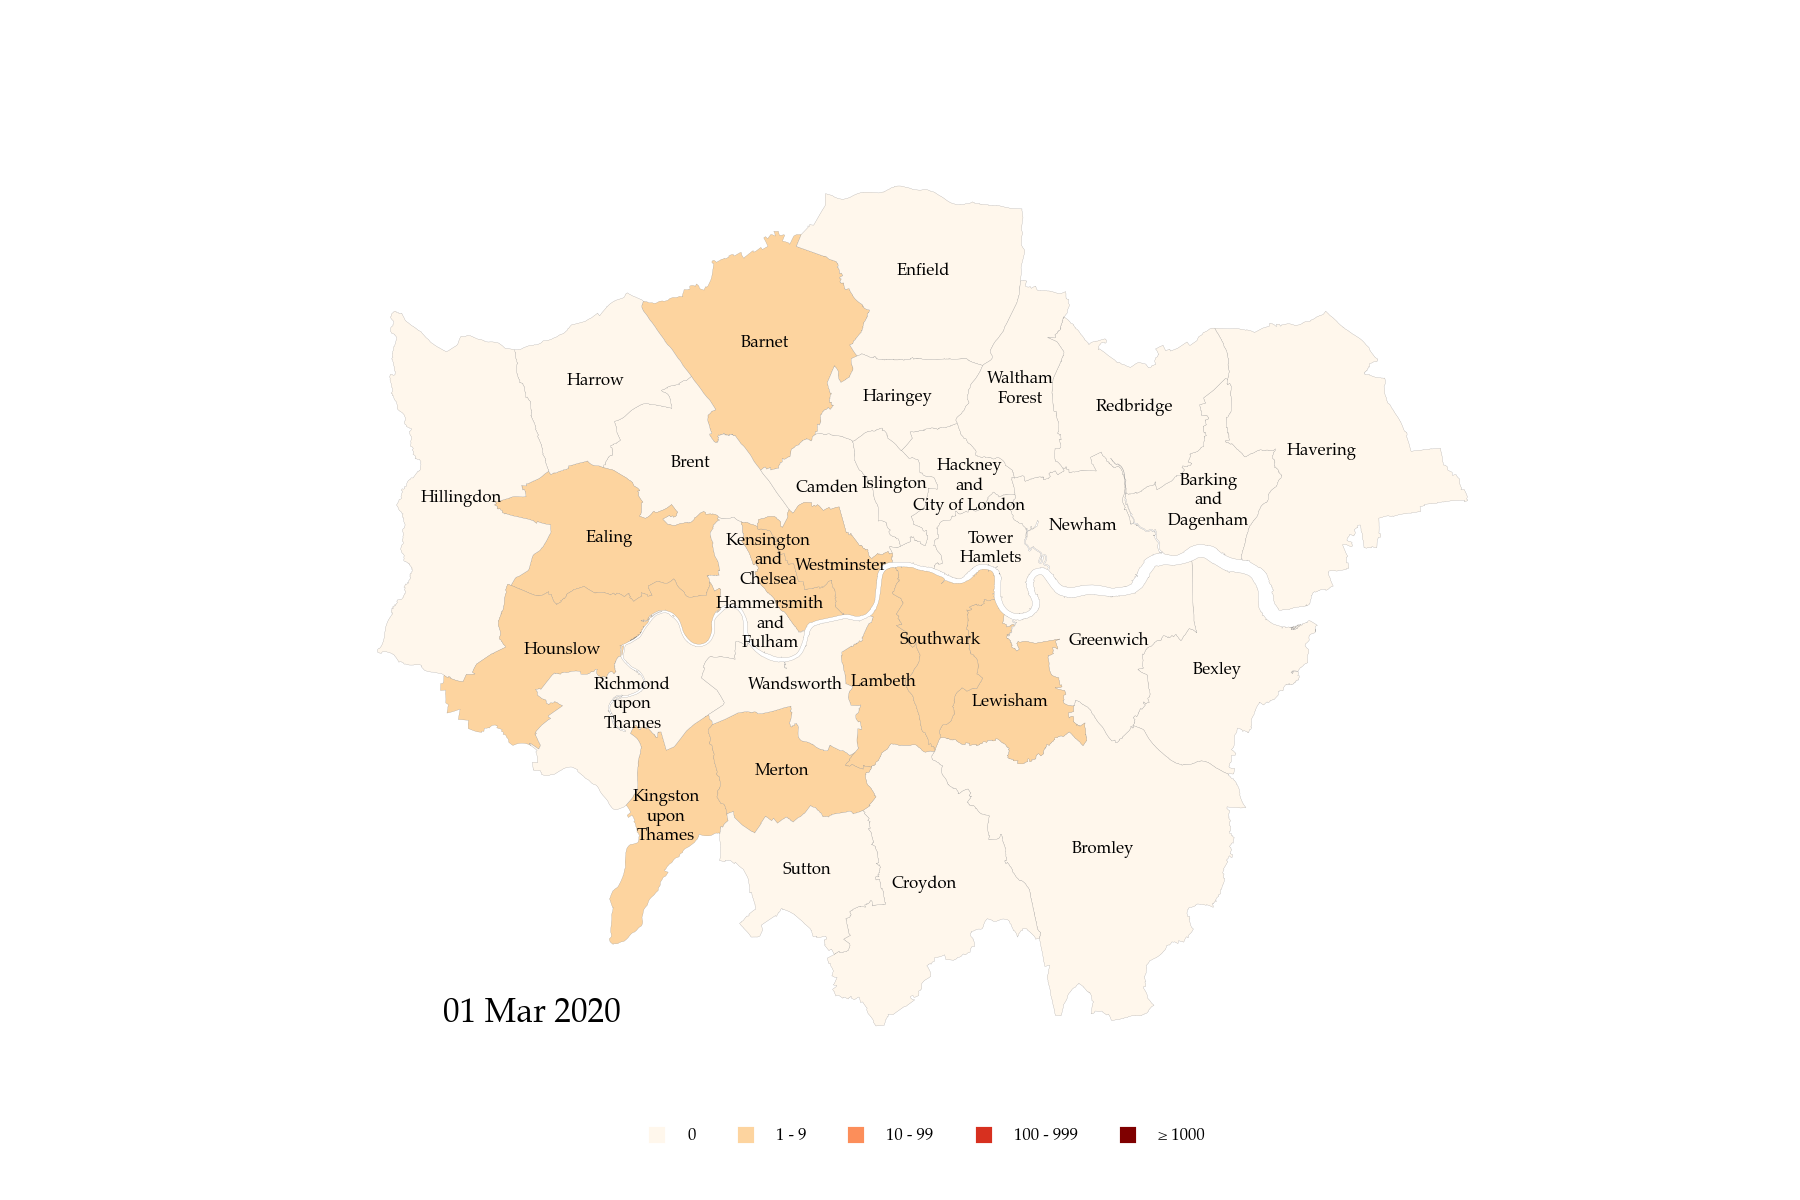 Enfield
Barnet
Harrow
Haringey
Waltham
Forest
Redbridge
Havering
Brent
Hillingdon
Camden
Islington
Hackney
and
City of London
Barking
and
Dagenham
Newham
Ealing
Kensington
and
Chelsea
Westminster
Tower
Hamlets
Hammersmith
and
Fulham
Hounslow
Southwark
Greenwich
Bexley
Richmond
upon
Thames
Wandsworth
Lambeth
Lewisham
Merton
Kingston
upon
Thames
Sutton
Croydon
Bromley
01 Mar 2020
0 1 - 9 10 - 99 100 - 999 ≥ 1000